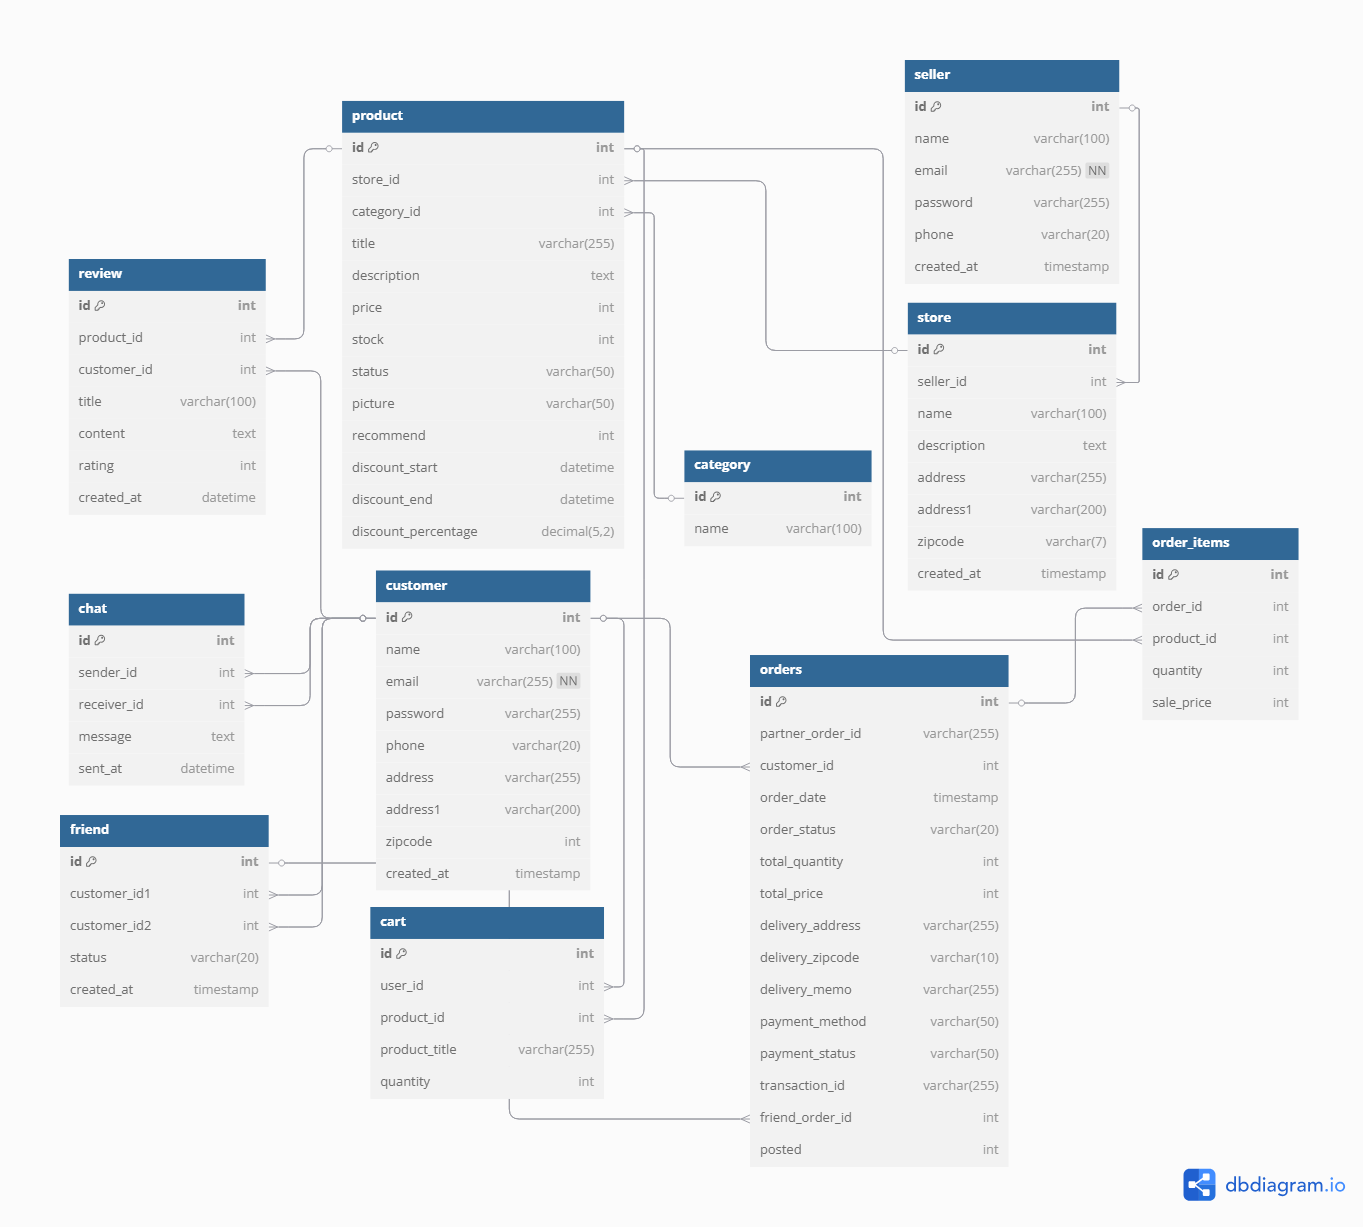 seller
id int
name varchar(100)
email varchar(255) NN
password varchar(255)
phone varchar(20)
created_at timestamp
product
id int
store_id int
category_id int
title varchar(255)
description text
price int
stock int
status varchar(50)
picture varchar(50)
recommend int
discount_start datetime
discount_end datetime
discount_percentage decimal(5,2)
review
id int
product_id int
customer_id int
title varchar(100)
content text
rating int
created_at datetime
store
id int
seller_id int
name varchar(100)
description text
address varchar(255)
address1 varchar(200)
zipcode varchar(7)
created_at timestamp
category
id int
name varchar(100)
order_items
id int
order_id int
product_id int
quantity int
sale_price int
customer
id int
name varchar(100)
email varchar(255) NN
password varchar(255)
phone varchar(20)
address varchar(255)
address1 varchar(200)
zipcode int
created_at timestamp
chat
id int
sender_id int
receiver_id int
message text
sent_at datetime
orders
id int
partner_order_id varchar(255)
customer_id int
order_date timestamp
order_status varchar(20)
total_quantity int
total_price int
delivery_address varchar(255)
delivery_zipcode varchar(10)
delivery_memo varchar(255)
payment_method varchar(50)
payment_status varchar(50)
transaction_id varchar(255)
friend_order_id int
posted int
friend
id int
customer_id1 int
customer_id2 int
status varchar(20)
created_at timestamp
cart
id int
user_id int
product_id int
product_title varchar(255)
quantity int
dbdiagram.io